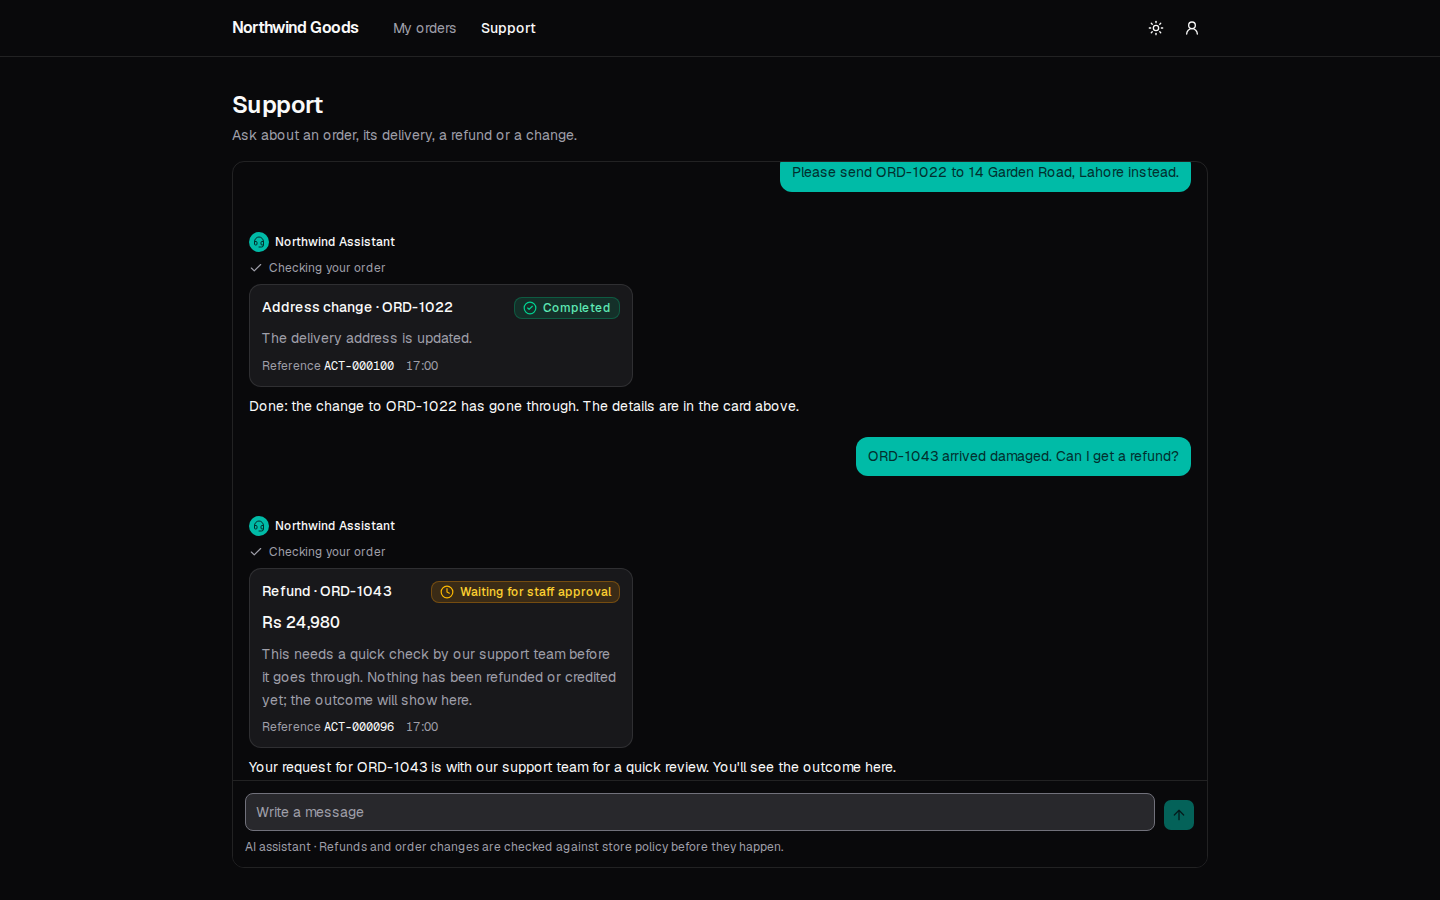 Northwind Goods My orders Support
Support
Ask about an order, its delivery, a refund or a change.
Please send ORD-1022 to 14 Garden Road, Lahore instead.
Northwind Assistant
Checking your order
Address change · ORD-1022 Completed
The delivery address is updated.
Reference ACT-000100 17:00
Done: the change to ORD-1022 has gone through. The details are in the card above.
ORD-1043 arrived damaged. Can I get a refund?
Northwind Assistant
Checking your order
Refund · ORD-1043 Waiting for staff approval
Rs 24,980
This needs a quick check by our support team before
it goes through. Nothing has been refunded or credited
yet; the outcome will show here.
Reference ACT-000096 17:00
Your request for ORD-1043 is with our support team for a quick review. You'll see the outcome here.
Write a message
AI assistant · Refunds and order changes are checked against store policy before they happen.